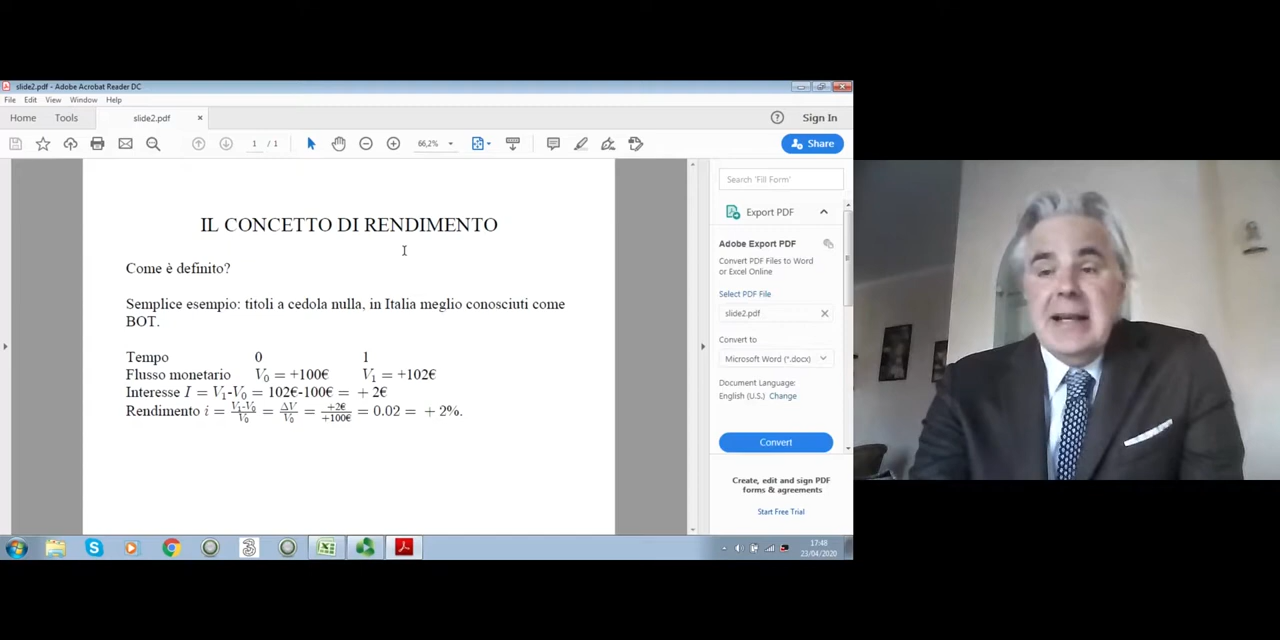 slide2.pdf - Adobe Acrobat Reader DC
File Edit View Window Help
Home Tools slide2.pdf × Sign In
1 / 1 66,2% Share
IL CONCETTO DI RENDIMENTO
Come è definito?
Semplice esempio: titoli a cedola nulla, in Italia meglio conosciuti come
BOT.
Tempo 0 1
Flusso monetario V₀ = +100€ V₁ = +102€
Interesse I = V₁-V₀ = 102€-100€ = + 2€
Rendimento i = (V₁-V₀)/V₀ = ΔV/V₀ = +2€/+100€ = 0.02 = + 2%.
Search 'Fill Form'
Export PDF
Adobe Export PDF
Convert PDF Files to Word
or Excel Online
Select PDF File
slide2.pdf
Convert to
Microsoft Word (*.docx)
Document Language:
English (U.S.) Change
Convert
Create, edit and sign PDF
forms & agreements
Start Free Trial
17:48
23/04/2020